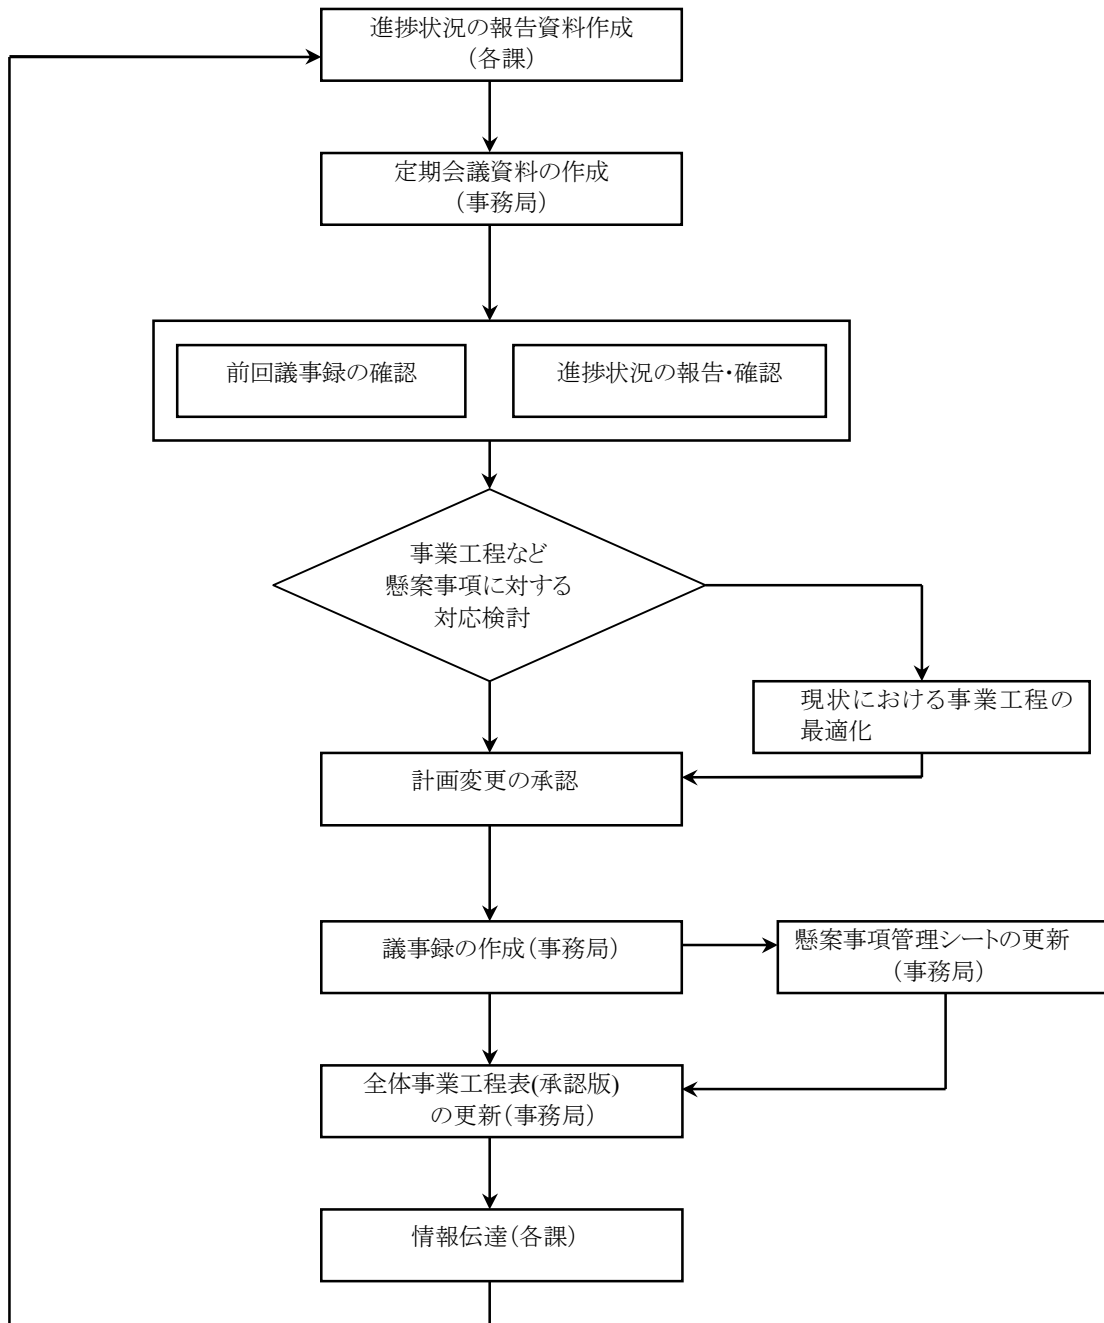 進捗状況の報告資料作成
（各課）
定期会議資料の作成
（事務局）
前回議事録の確認
進捗状況の報告・確認
事業工程など
懸案事項に対する
対応検討
現状における事業工程の
最適化
計画変更の承認
議事録の作成（事務局）
懸案事項管理シートの更新
（事務局）
全体事業工程表(承認版)
の更新（事務局）
情報伝達（各課）